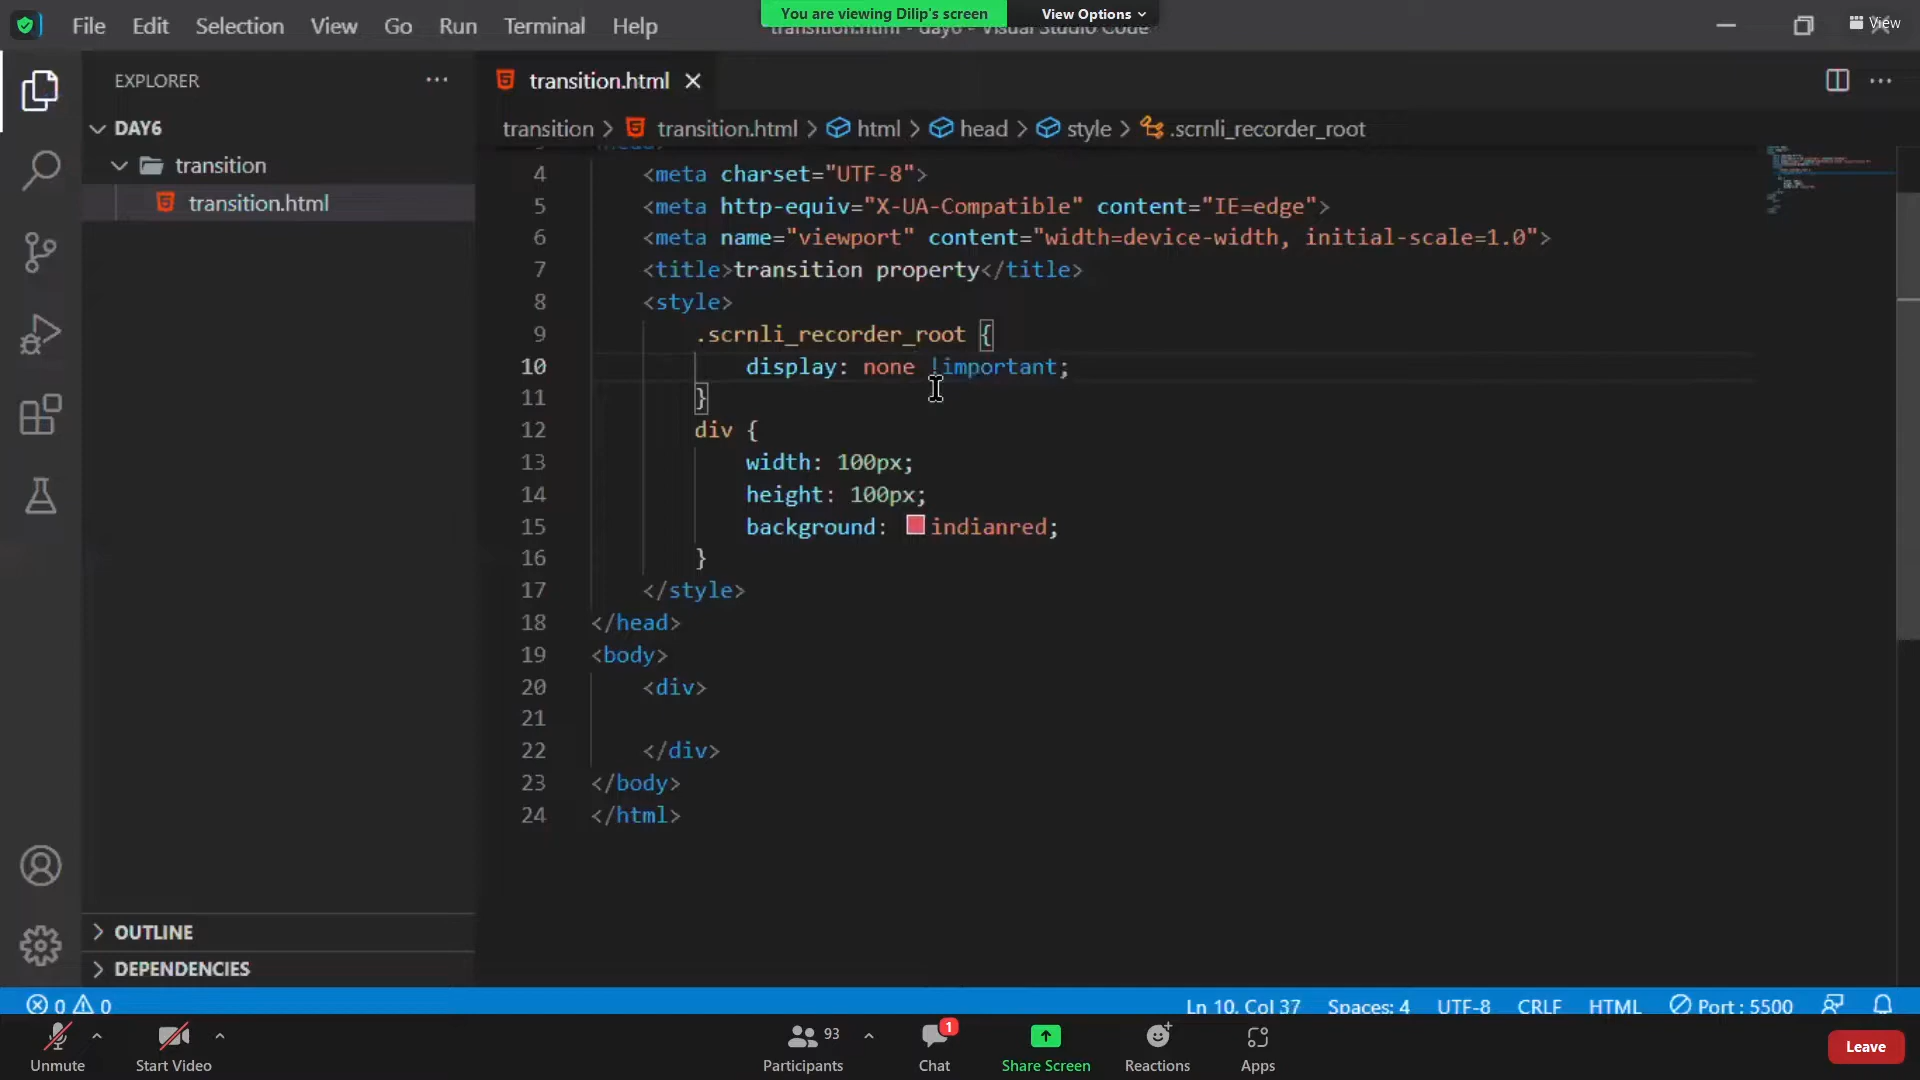 You are viewing Dilip's screen
View Options
View
File Edit Selection View Go Run Terminal Help
transition.html - day6 - Visual Studio Code
EXPLORER
transition.html
DAY6
transition > transition.html > html > head > style > .scrnli_recorder_root
transition
transition.html
4 <meta charset="UTF-8">
5 <meta http-equiv="X-UA-Compatible" content="IE=edge">
6 <meta name="viewport" content="width=device-width, initial-scale=1.0">
7 <title>transition property</title>
8 <style>
9 .scrnli_recorder_root {
10 display: none !important;
11 }
12 div {
13 width: 100px;
14 height: 100px;
15 background: indianred;
16 }
17 </style>
18 </head>
19 <body>
20 <div>
21
22 </div>
23 </body>
24 </html>
OUTLINE
DEPENDENCIES
0 0 Ln 10, Col 37 Spaces: 4 UTF-8 CRLF HTML Port : 5500
Unmute
Start Video
93
Participants
1
Chat
Share Screen
Reactions
Apps
Leave